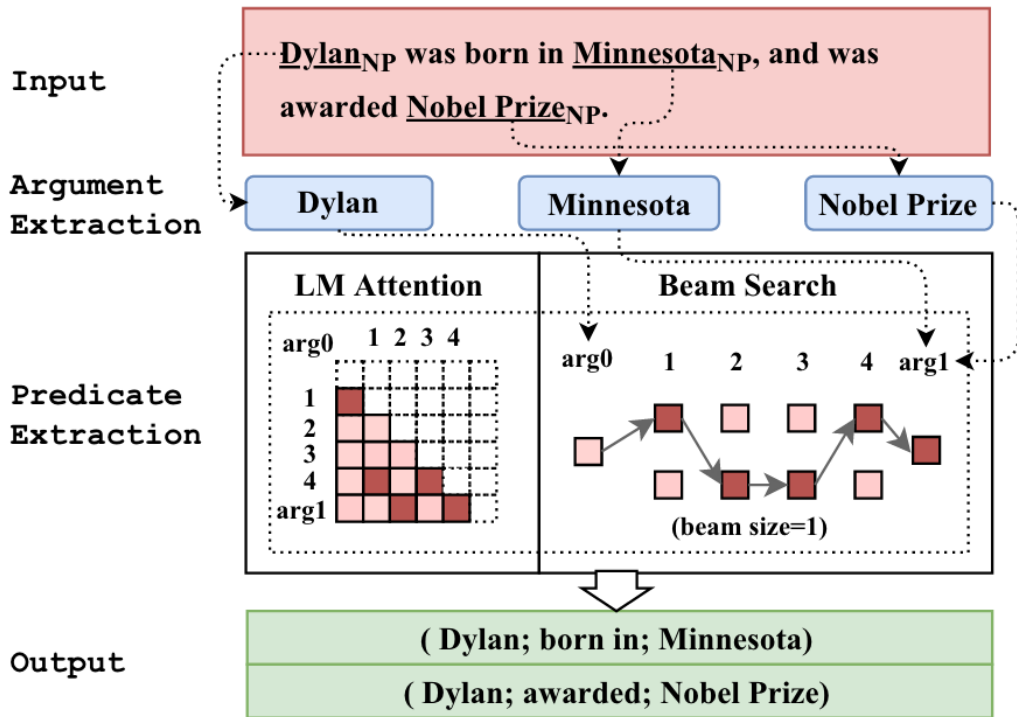 Input
Dylan NP was born in Minnesota NP, and was
awarded Nobel Prize NP.
Argument
Extraction
Dylan
Minnesota
Nobel Prize
Predicate
Extraction
LM Attention
arg0 1 2 3 4
1
2
3
4
arg1
Beam Search
arg0 1 2 3 4 arg1
(beam size=1)
Output
( Dylan; born in; Minnesota)
( Dylan; awarded; Nobel Prize)